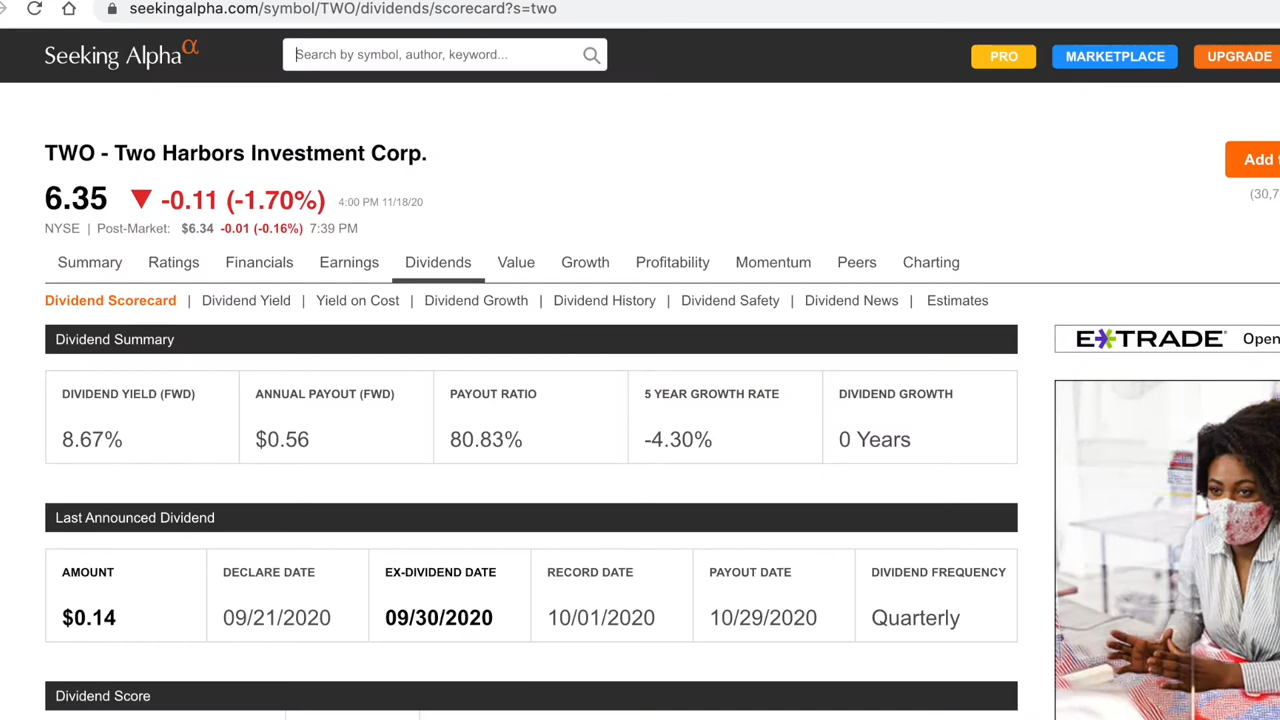 seekingalpha.com/symbol/TWO/dividends/scorecard?s=two
Seeking Alpha α
Search by symbol, author, keyword...
PRO
MARKETPLACE
UPGRADE
TWO - Two Harbors Investment Corp.
Add t
6.35 ▼ -0.11 (-1.70%) 4:00 PM 11/18/20
(30,7
NYSE | Post-Market: $6.34 -0.01 (-0.16%) 7:39 PM
Summary Ratings Financials Earnings Dividends Value Growth Profitability Momentum Peers Charting
Dividend Scorecard | Dividend Yield | Yield on Cost | Dividend Growth | Dividend History | Dividend Safety | Dividend News | Estimates
Dividend Summary
E*TRADE Open
DIVIDEND YIELD (FWD) ANNUAL PAYOUT (FWD) PAYOUT RATIO 5 YEAR GROWTH RATE DIVIDEND GROWTH
8.67% $0.56 80.83% -4.30% 0 Years
Last Announced Dividend
AMOUNT DECLARE DATE EX-DIVIDEND DATE RECORD DATE PAYOUT DATE DIVIDEND FREQUENCY
$0.14 09/21/2020 09/30/2020 10/01/2020 10/29/2020 Quarterly
Dividend Score